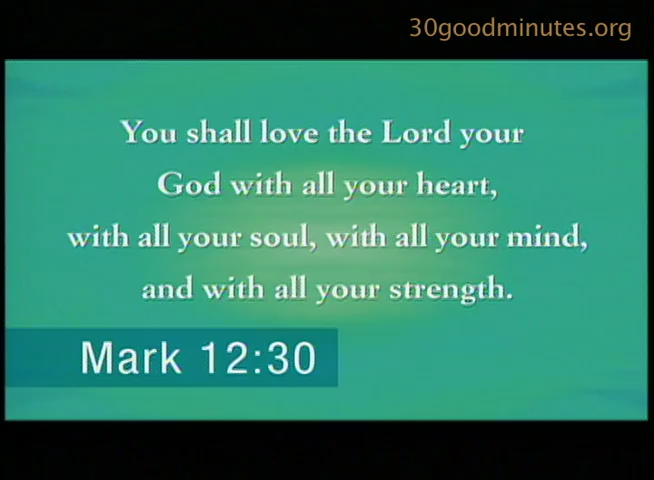 30goodminutes.org
You shall love the Lord your
God with all your heart,
with all your soul, with all your mind,
and with all your strength.
Mark 12:30